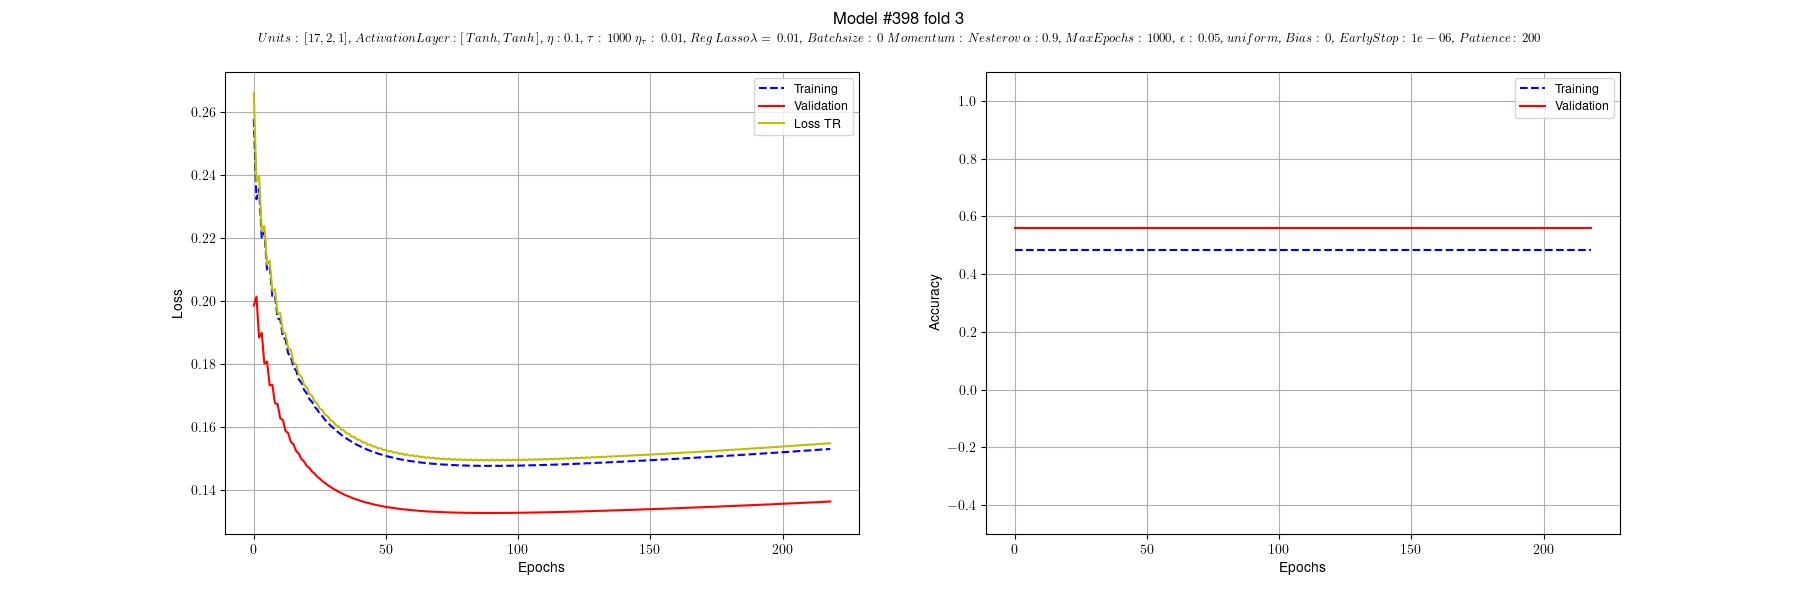 Model #398 fold 3
Units : [17, 2, 1], ActivationLayer : [Tanh, Tanh], η : 0.1, τ : 1000 ητ : 0.01, Reg Lassoλ = 0.01, Batchsize : 0 Momentum : Nesterov α : 0.9, MaxEpochs : 1000, ϵ : 0.05, uniform, Bias : 0, EarlyStop : 1e − 06, Patience : 200
Training
Validation
Loss TR
0.26
0.24
0.22
0.20
0.18
0.16
0.14
Loss
0 50 100 150 200
Epochs
Training
Validation
1.0
0.8
0.6
0.4
0.2
0.0
−0.2
−0.4
Accuracy
0 50 100 150 200
Epochs